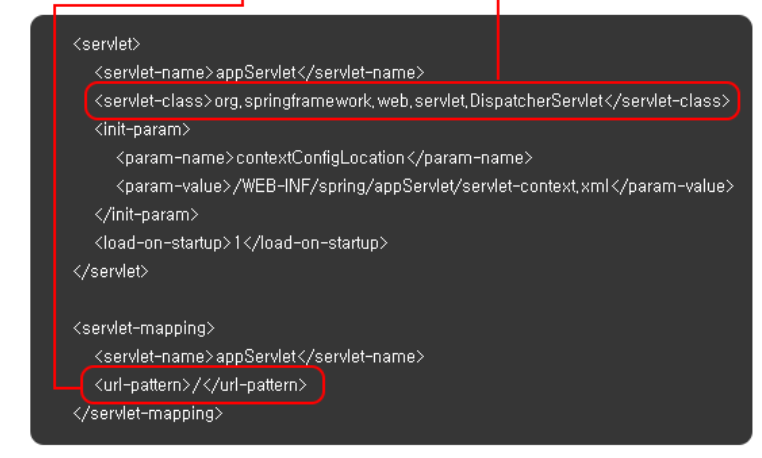 <servlet>
<servlet-name>appServlet</servlet-name>
<servlet-class>org.springframework.web.servlet.DispatcherServlet</servlet-class>
<init-param>
<param-name>contextConfigLocation</param-name>
<param-value>/WEB-INF/spring/appServlet/servlet-context.xml</param-value>
</init-param>
<load-on-startup>1</load-on-startup>
</servlet>
<servlet-mapping>
<servlet-name>appServlet</servlet-name>
<url-pattern>/</url-pattern>
</servlet-mapping>